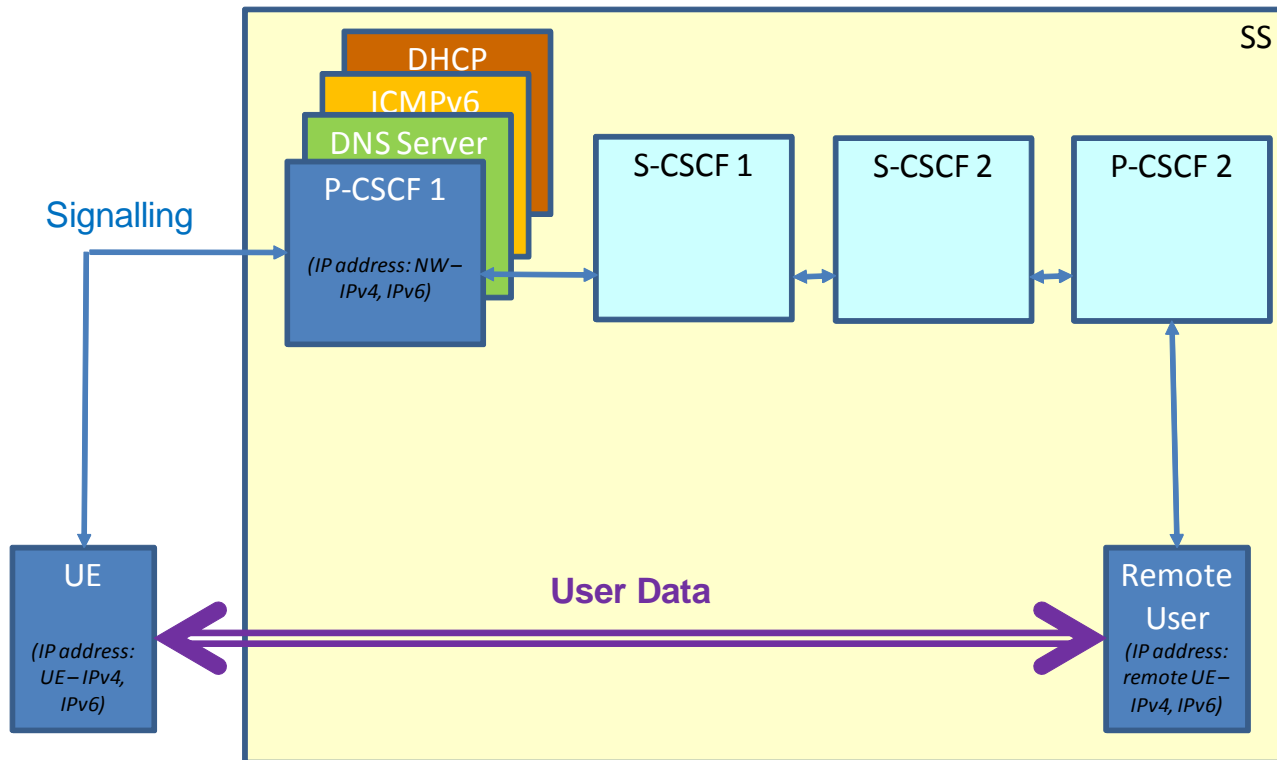 SS
DHCP
ICMPv6
DNS Server
P-CSCF 1
(IP address: NW –
IPv4, IPv6)
S-CSCF 1
S-CSCF 2
P-CSCF 2
Signalling
UE
(IP address:
UE – IPv4,
IPv6)
User Data
Remote
User
(IP address:
remote UE –
IPv4, IPv6)